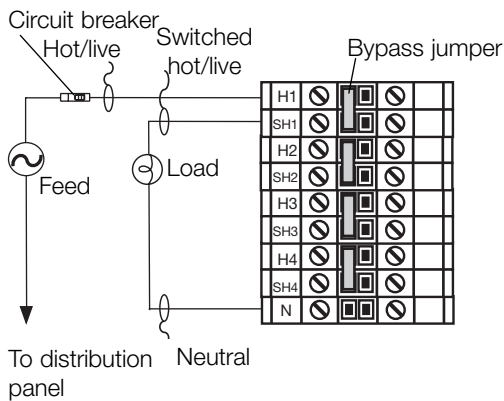 Circuit breaker
Hot/live
Switched
hot/live
Bypass jumper
H1
SH1
H2
SH2
H3
SH3
H4
SH4
N
Feed
Load
To distribution
panel
Neutral